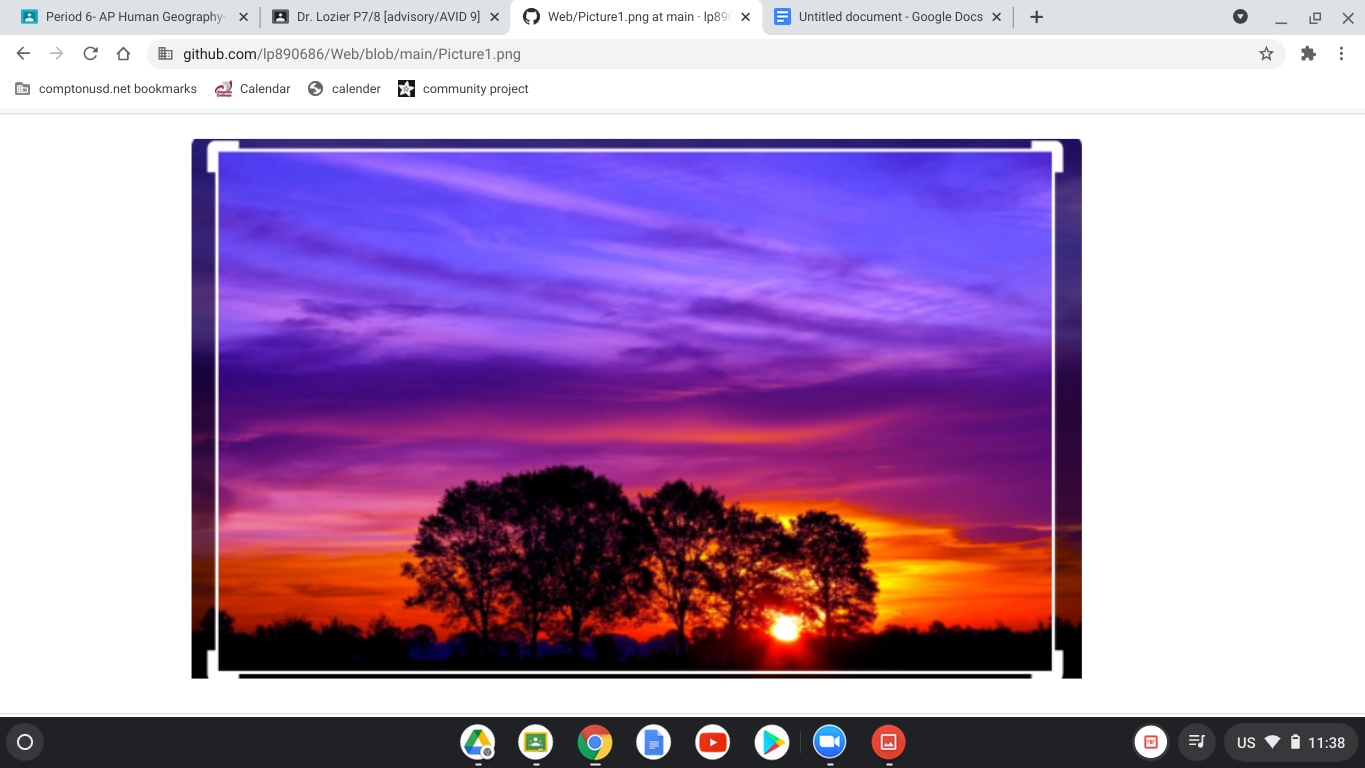 Period 6- AP Human Geography-
Dr. Lozier P7/8 [advisory/AVID 9]
Web/Picture1.png at main · lp890
Untitled document - Google Docs
github.com/lp890686/Web/blob/main/Picture1.png
comptonusd.net bookmarks
Calendar
calender
community project
US
11:38